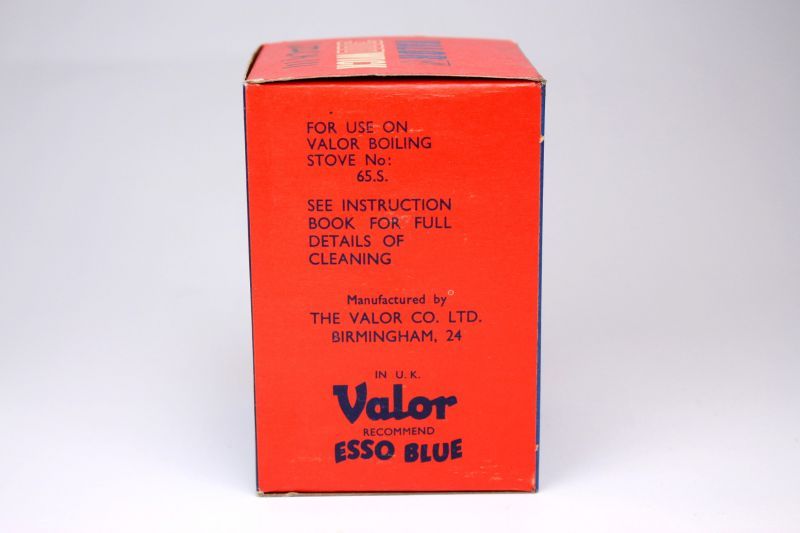 FOR USE ON
VALOR BOILING
STOVE No:
65.S.
SEE INSTRUCTION
BOOK FOR FULL
DETAILS OF
CLEANING
Manufactured by
THE VALOR CO. LTD.
BIRMINGHAM, 24
IN U. K.
Valor
RECOMMEND
ESSO BLUE